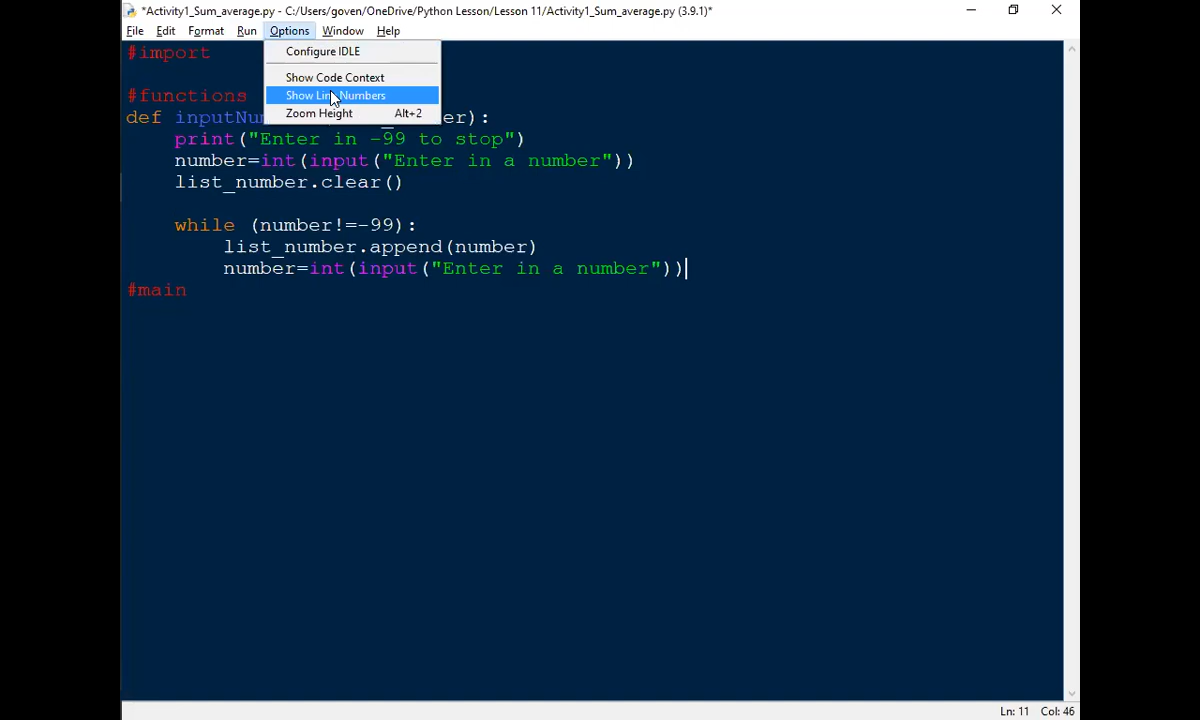 *Activity1_Sum_average.py - C:/Users/goven/OneDrive/Python Lesson/Lesson 11/Activity1_Sum_average.py (3.9.1)*
File Edit Format Run Options Window Help
Configure IDLE
Show Code Context
Show Line Numbers
Zoom Height Alt+2
#import
#functions
def er):
print("Enter in -99 to stop")
number=int(input("Enter in a number"))
list_number.clear()
while (number!=-99):
list_number.append(number)
number=int(input("Enter in a number"))
#main
Ln: 11 Col: 46